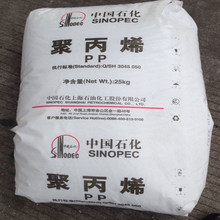 中国石化
SINOPEC
聚丙烯
PP
执行标准(Standard):Q/SH
净含量(Net Wt.):25kg
中国石化上海石油化工股份有限公司
SINOPEC SHANGHAI PETROCHEMICAL CO., LTD.
SINOPEC
中国石化
SINOPEC
聚丙烯
PP